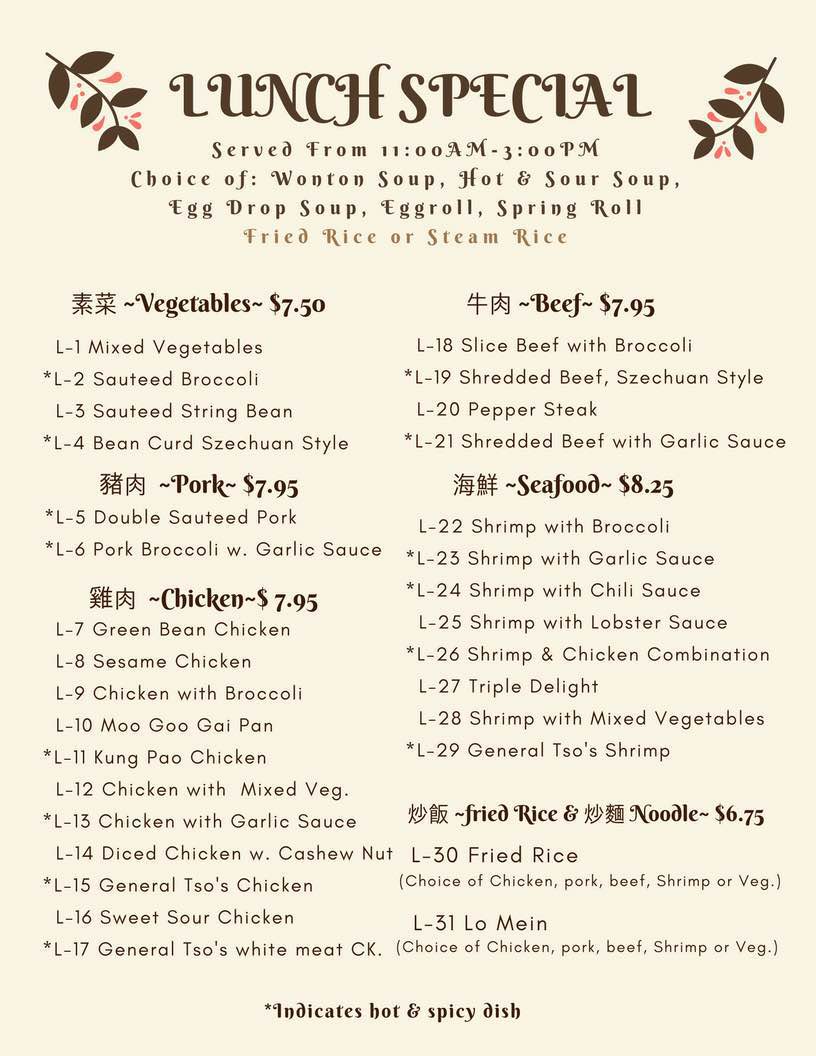 LUNCH SPECIAL
Served From 11:00AM-3:00PM
Choice of: Wonton Soup, Hot & Sour Soup,
Egg Drop Soup, Eggroll, Spring Roll
Fried Rice or Steam Rice
素菜 ~Vegetables~ $7.50
L-1 Mixed Vegetables
*L-2 Sauteed Broccoli
L-3 Sauteed String Bean
*L-4 Bean Curd Szechuan Style
豬肉 ~Pork~ $7.95
*L-5 Double Sauteed Pork
*L-6 Pork Broccoli w. Garlic Sauce
雞肉 ~Chicken~$ 7.95
L-7 Green Bean Chicken
L-8 Sesame Chicken
L-9 Chicken with Broccoli
L-10 Moo Goo Gai Pan
*L-11 Kung Pao Chicken
L-12 Chicken with Mixed Veg.
*L-13 Chicken with Garlic Sauce
L-14 Diced Chicken w. Cashew Nut
*L-15 General Tso's Chicken
L-16 Sweet Sour Chicken
*L-17 General Tso's white meat CK.
牛肉 ~Beef~ $7.95
L-18 Slice Beef with Broccoli
*L-19 Shredded Beef, Szechuan Style
L-20 Pepper Steak
*L-21 Shredded Beef with Garlic Sauce
海鮮 ~Seafood~ $8.25
L-22 Shrimp with Broccoli
*L-23 Shrimp with Garlic Sauce
*L-24 Shrimp with Chili Sauce
L-25 Shrimp with Lobster Sauce
*L-26 Shrimp & Chicken Combination
L-27 Triple Delight
L-28 Shrimp with Mixed Vegetables
*L-29 General Tso's Shrimp
炒飯 ~fried Rice & 炒麵 Noodle~ $6.75
L-30 Fried Rice
(Choice of Chicken, pork, beef, Shrimp or Veg.)
L-31 Lo Mein
(Choice of Chicken, pork, beef, Shrimp or Veg.)
*Indicates hot & spicy dish